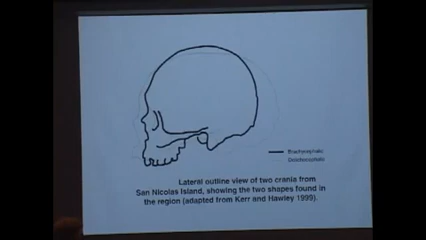 Brachycephalic
Dolichocephalic
Lateral outline view of two crania from
San Nicolas Island, showing the two shapes found in
the region (adapted from Kerr and Hawley 1999).